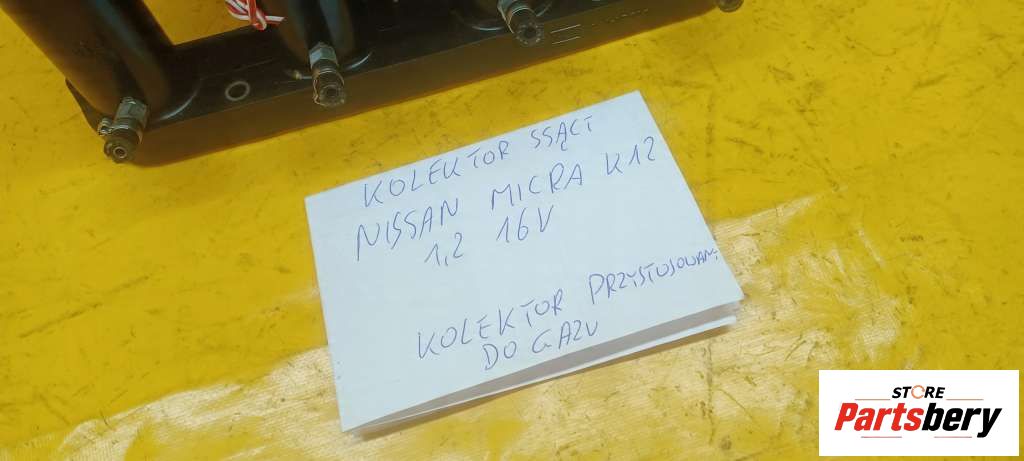 KOLEKTOR SSĄCY
NISSAN MICRA K12
1,2 16V
KOLEKTOR PRZYSTOSOWANY
DO GAZU
STORE
Partsbery